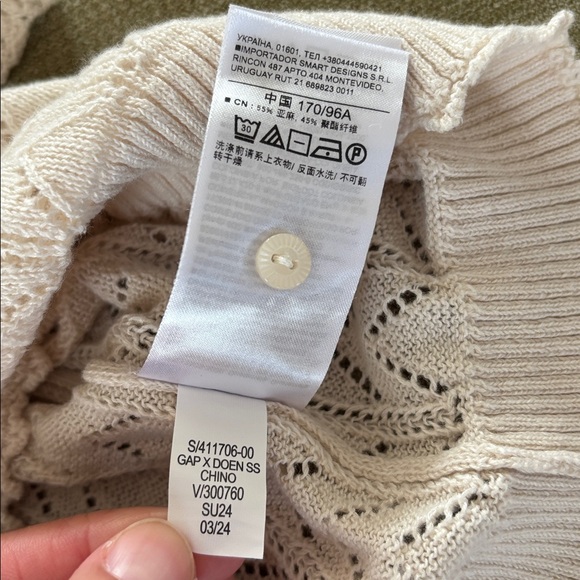 УКРАЇНА, 01601, ТЕЛ +380444590421
■ IMPORTADOR SMART DESIGNS S.R.L
RINCON 487 APTO 404 MONTEVIDEO,
URUGUAY RUT 21 689823 0011
中国 170/96A
■ CN : 55% 亚麻, 45% 聚酯纤维
30 P
洗涤前请系上衣物/ 反面水洗/ 不可翻
转干燥
S/411706-00
GAP X DOEN SS
CHINO
V/300760
SU24
03/24